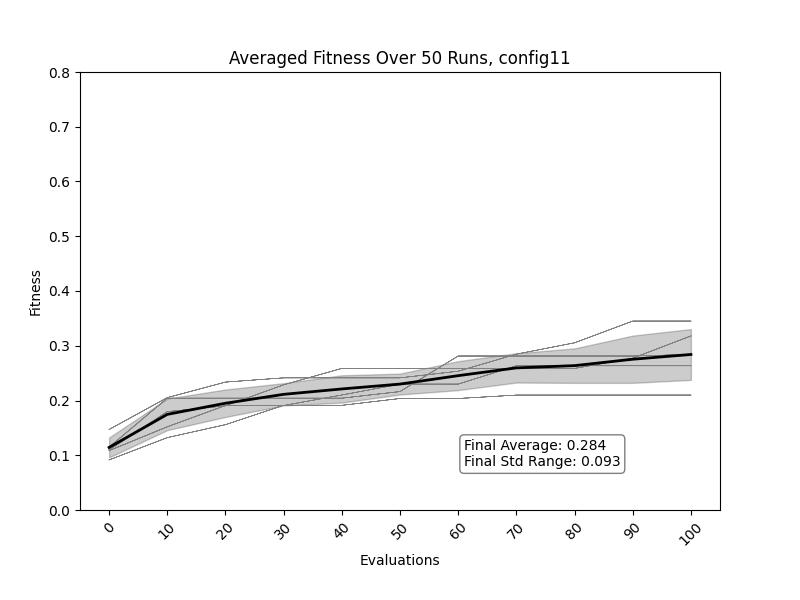 Averaged Fitness Over 50 Runs, config11
0.8
0.7
0.6
0.5
0.4
0.3
0.2
0.1
0.0
Fitness
Final Average: 0.284
Final Std Range: 0.093
0 10 20 30 40 50 60 70 80 90 100
Evaluations